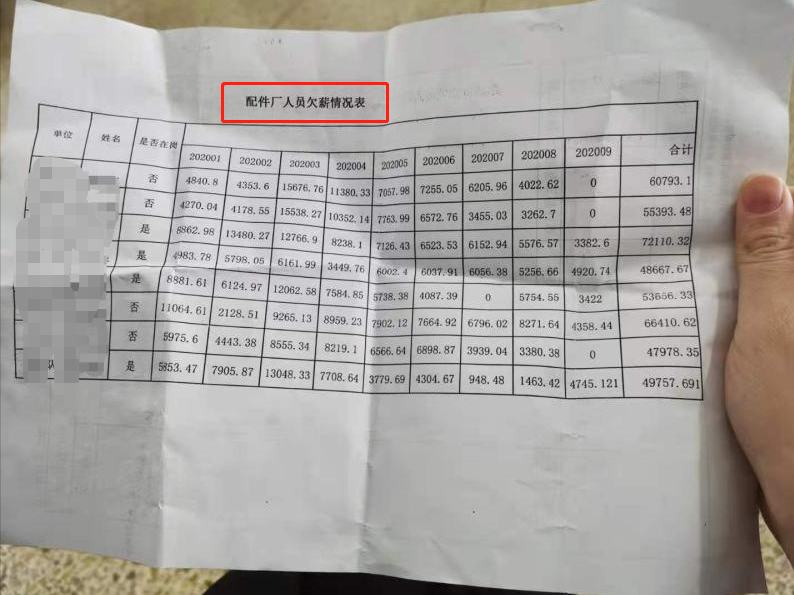 配件厂人员欠薪情况表
单位 姓名 是否在岗 202001 202002 202003 202004 202005 202006 202007 202008 202009 合计
否 4840.8 4353.6 15676.76 11380.33 7057.98 7255.05 6205.96 4022.62 0 60793.1
否 4270.04 4178.55 15538.27 10352.14 7763.99 6572.76 3455.03 3262.7 0 55393.48
是 8862.98 13480.27 12766.9 8238.1 7126.43 6523.53 6152.94 5576.57 3382.6 72110.32
是 4983.78 5798.05 6161.99 3449.76 6002.4 6037.91 6056.38 5256.66 4920.74 48667.67
是 8881.61 6124.97 12062.58 7584.85 5738.38 4087.39 0 5754.55 3422 53656.33
否 11064.61 2128.51 9265.13 8959.23 7902.12 7664.92 6796.02 8271.64 4358.44 66410.62
否 5975.6 4443.38 8555.34 8219.1 6566.64 6898.87 3939.04 3380.38 0 47978.35
是 5853.47 7905.87 13048.33 7708.64 3779.69 4304.67 948.48 1463.42 4745.121 49757.691